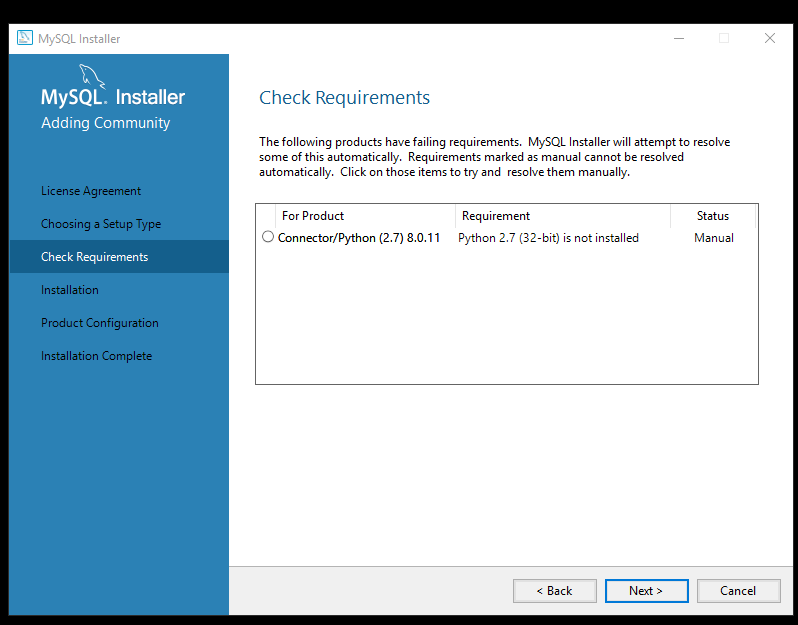 MySQL Installer
MySQL. Installer
Adding Community
License Agreement
Choosing a Setup Type
Check Requirements
Installation
Product Configuration
Installation Complete
Check Requirements
The following products have failing requirements. MySQL Installer will attempt to resolve
some of this automatically. Requirements marked as manual cannot be resolved
automatically. Click on those items to try and resolve them manually.
For Product Requirement Status
Connector/Python (2.7) 8.0.11 Python 2.7 (32-bit) is not installed Manual
< Back Next > Cancel